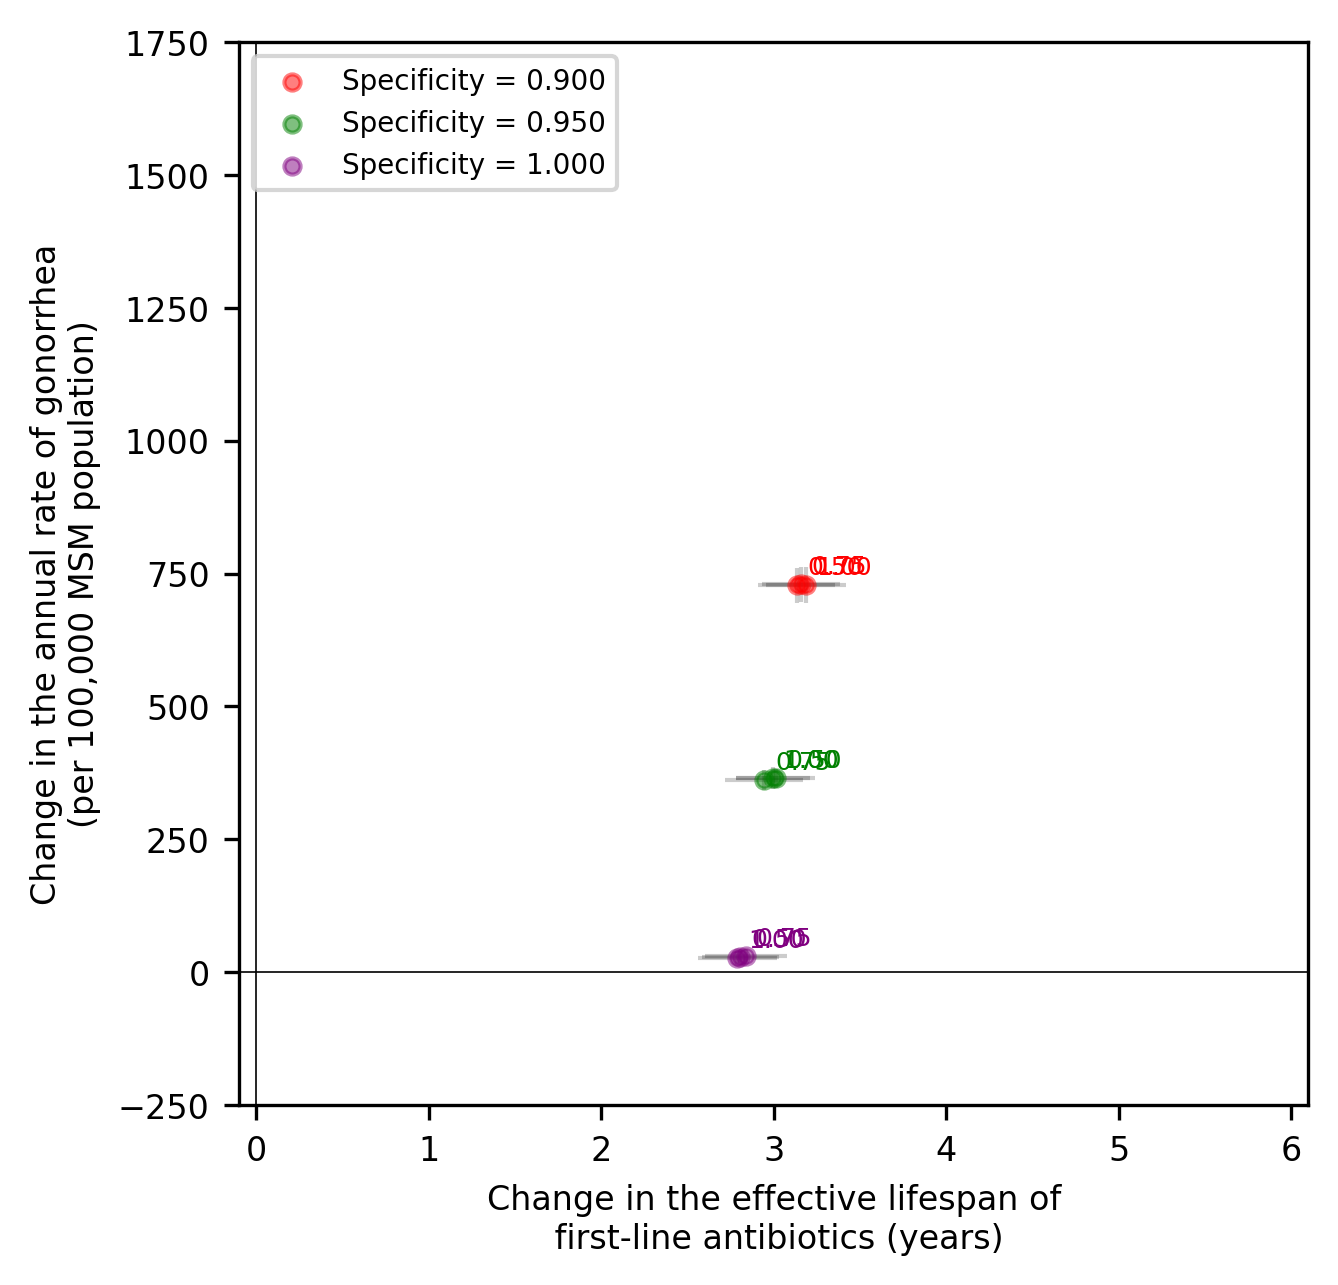 1750
1500
1250
1000
750
500
250
0
−250
Specificity = 0.900
Specificity = 0.950
Specificity = 1.000
Change in the annual rate of gonorrhea
(per 100,000 MSM population)
0 1 2 3 4 5 6
Change in the effective lifespan of
first-line antibiotics (years)